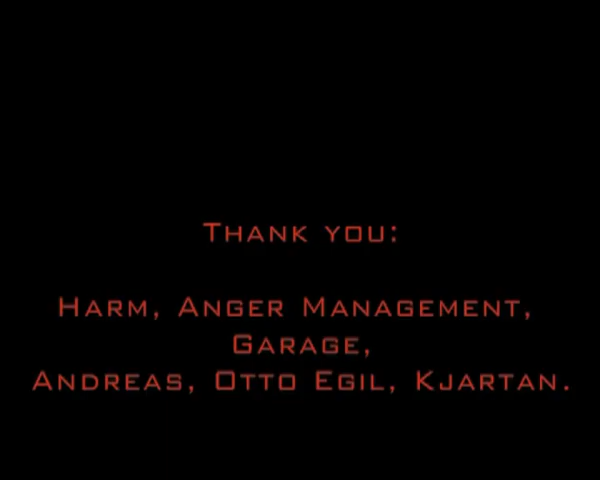 Thank you:
Harm, Anger Management,
Garage,
Andreas, Otto Egil, Kjartan.